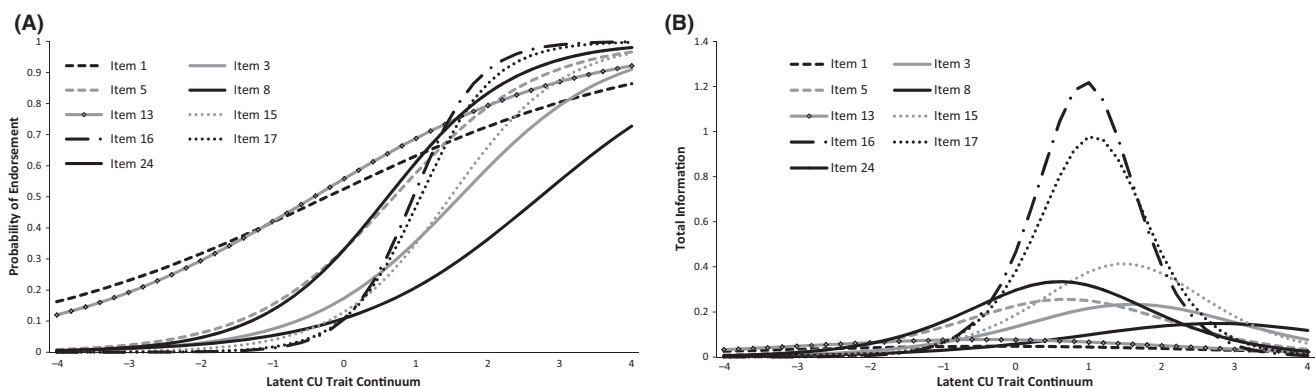 (A)
1
0.9
0.8
0.7
0.6
0.5
0.4
0.3
0.2
0.1
0
Probability of Endorsement
Item 1 Item 3
Item 5 Item 8
Item 13 Item 15
Item 16 Item 17
Item 24
−4 −3 −2 −1 0 1 2 3 4
Latent CU Trait Continuum
(B)
1.4
1.2
1
0.8
0.6
0.4
0.2
0
Total Information
Item 1 Item 3
Item 5 Item 8
Item 13 Item 15
Item 16 Item 17
Item 24
−4 −3 −2 −1 0 1 2 3 4
Latent CU Trait Continuum